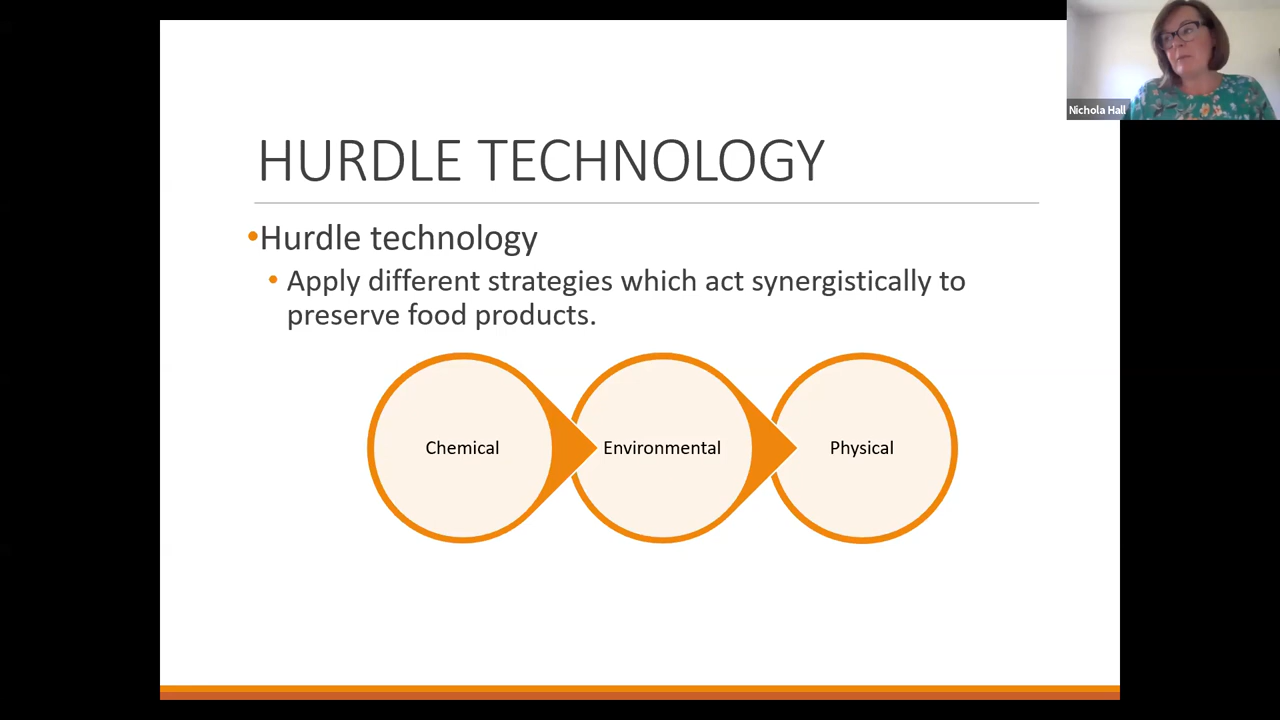 Nichola Hall
HURDLE TECHNOLOGY
•Hurdle technology
• Apply different strategies which act synergistically to
preserve food products.
Chemical
Environmental
Physical